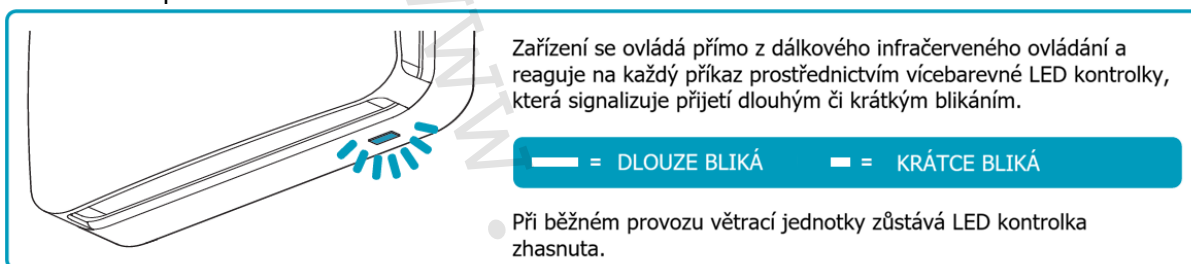 Zařízení se ovládá přímo z dálkového infračerveného ovládání a
reaguje na každý příkaz prostřednictvím vícebarevné LED kontrolky,
která signalizuje přijetí dlouhým či krátkým blikáním.
= DLOUZE BLIKÁ = KRÁTCE BLIKÁ
Při běžném provozu větrací jednotky zůstává LED kontrolka
zhasnuta.